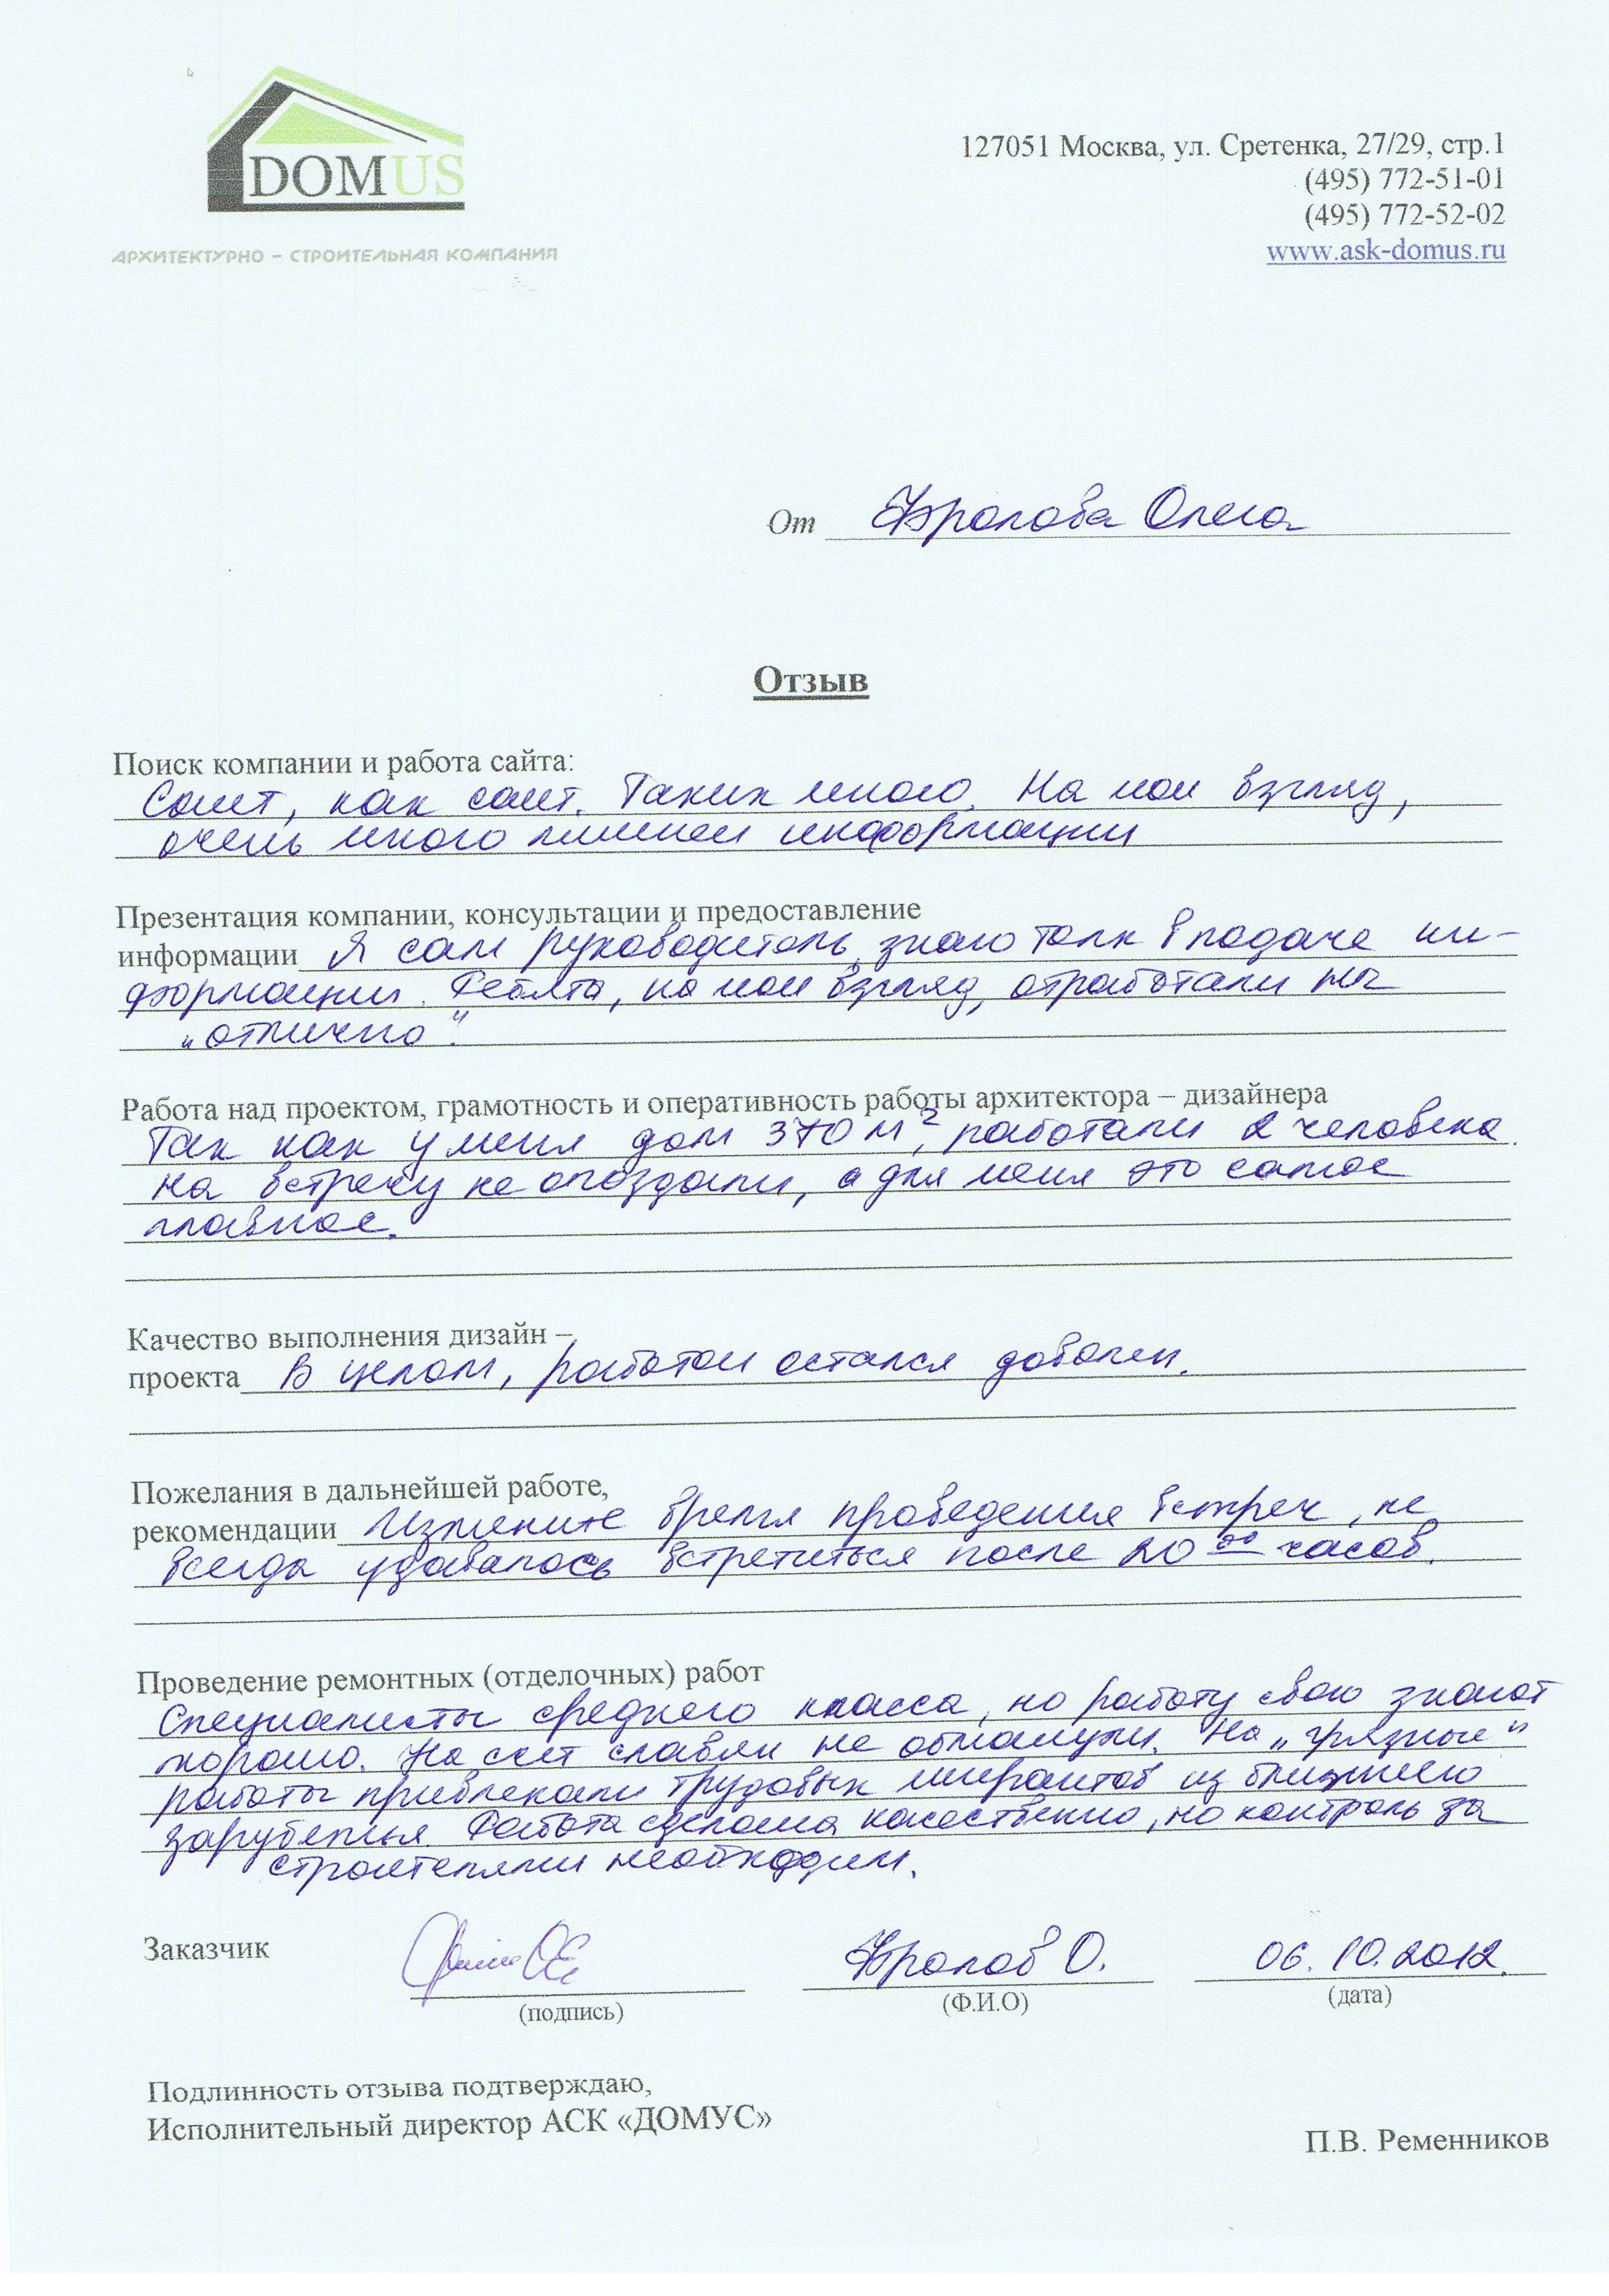 DOMUS
АРХИТЕКТУРНО – СТРОИТЕЛЬНАЯ КОМПАНИЯ
127051 Москва, ул. Сретенка, 27/29, стр.1
(495) 772-51-01
(495) 772-52-02
www.ask-domus.ru
От Фролова Олега
Отзыв
Поиск компании и работа сайта:
Сайт, как сайт. Таких много. На мой взгляд,
очень много лишней информации
Презентация компании, консультации и предоставление
информации Я сам руководитель, знаю толк в подаче ин-
формации. Ребята, на мой взгляд, отработали на
„отлично".
Работа над проектом, грамотность и оперативность работы архитектора – дизайнера
Так как у меня дом 370 м², работали 2 человека.
На встречу не опоздали, а для меня это самое
главное.
Качество выполнения дизайн –
проекта В целом, работой остался доволен.
Пожелания в дальнейшей работе,
рекомендации Измените время проведения встреч, не
всегда удавалось встретиться после 20 00 часов.
Проведение ремонтных (отделочных) работ
Специалисты среднего класса, но работу свою знают
хорошо. На счет славян не обманули. На „грязные"
работы привлекали трудовых мигрантов из ближнего
зарубежья. Работа сделана качественно, но контроль за
строителями необходим.
Заказчик Фролов О. 06.10.2012.
(подпись) (Ф.И.О) (дата)
Подлинность отзыва подтверждаю,
Исполнительный директор АСК «ДОМУС»
П.В. Ременников